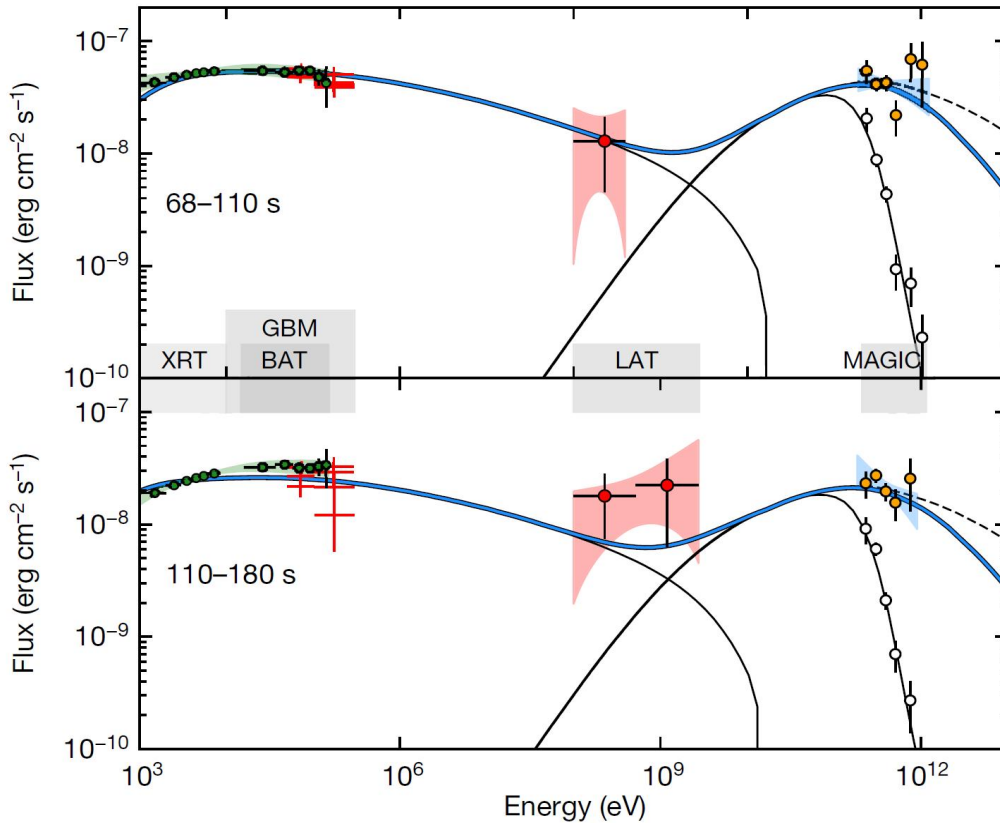 10⁻⁷
10⁻⁸
10⁻⁹
10⁻¹⁰
Flux (erg cm⁻² s⁻¹)
68–110 s
GBM
XRT
BAT
LAT
MAGIC
10⁻⁷
10⁻⁸
10⁻⁹
10⁻¹⁰
Flux (erg cm⁻² s⁻¹)
110–180 s
10³
10⁶
10⁹
10¹²
Energy (eV)